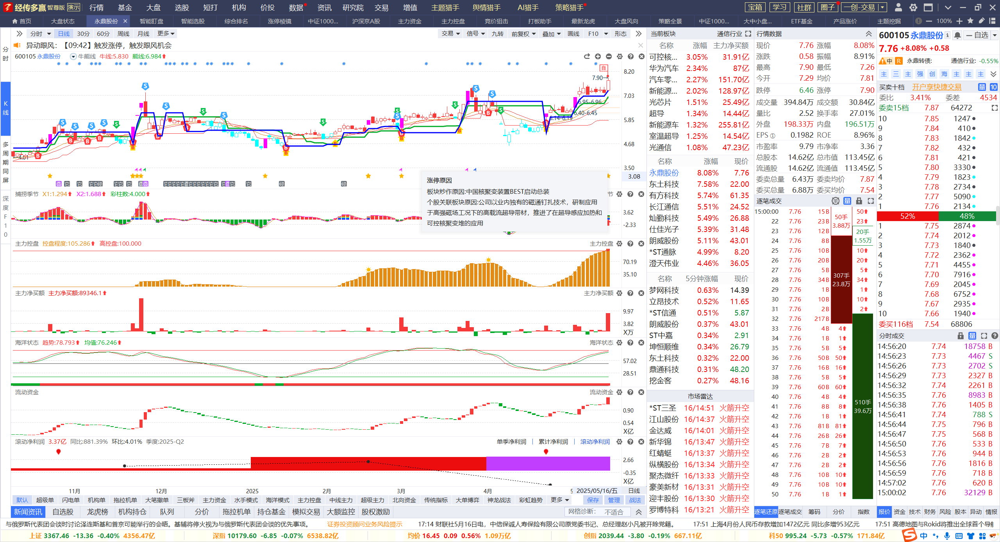 经传多赢 智尊版 演示 行情 基金 大盘 选股 短打 机构 价投 数据 资讯 研究院 交易 增值 主题猎手 舆情猎手 AI猎手 策略猎手 宝箱 学习 社群 圈子 一创-交易
首页 大盘状态 永鼎股份 智能盯盘 智能选股 综合排名 涨停棱镜 中证1000... 沪深京A股 主力资金 主力控盘 竞价狙击 打板助手 最新龙虎 大盘风向 策略全景 中证1000... 大中小盘... ETF基金 产品涨价 主题挖掘 100%
分时 日线 30分 60分 周线 月线 更多 交易 信号 九转 前复权 叠加 画线 F10 形态
异动跟风：【09:42】触发涨停，触发跟风机会
600105 永鼎股份 牛熊线 牛线:5.830 熊线:6.984
分时
K线
多周期同屏
深度F10
自
7.90
8.20
7.03
5.85
4.68
3.50
3.08
6.95-6.96
6.40-6.45
6.14-6.19
4.01
涨停原因
板块炒作原因:中国核聚变装置BEST启动总装
个股关联板块原因:公司以业内独有的磁通钉扎技术，研制应用
于高强磁场工况下的高载流超导带材，推进了在超导感应加热和
可控核聚变堆的应用
捕捞季节 X1:1.294 X2:1.688 彩柱数:4.000 节
3.62
-2.33
主力控盘 控盘程度:105.286 高控盘:100.000 主力控盘
70.19
35.10
主力净买额 主力净买额:89346.1 主力净买额
9.97
3.82
X万
海洋状态 趋势:78.793 均值:76.246 海洋状态
57.02
28.51
流动资金 流动资金
0.90
0.54
X亿
滚动净利润 3.37亿 同比:881.39% 环比:4.01% 季度:2025-Q2 单季净利润 累计净利润 滚动净利润
2.66
-0.35
X亿
11月 12月 2025 2月 3月 4月 5 2025/05/16/五 日线
默认 超级单 闪电单 机构单 拖拉机单 大笔撤单 三板斧 主力资金 水手模式 海洋模式 主力控盘 中线主力 超级主力 北向资金 传统指标 大单博弈 神龙战法 彩虹趋势 更多 保存 管理 战法
新闻资讯 自选股 龙虎榜 机构持仓 队列 分价 拖拉机单 持仓基金 模拟交易 大额监控 股权激励 网格诊断： 不适合
当前板块 通信行业
名称 涨幅 主力净买额
可控核... 3.05% 31.91亿
华为汽车 2.34% 87亿
汽车零... 2.27% 151.70亿
新能源... 2.02% 128.97亿
光芯片 1.51% 25.49亿
超导 1.34% 14.44亿
新能源车 1.32% 255.81亿
室温超导 1.25% 14.54亿
光通信 1.08% 47.23亿
名称 涨幅 现价
永鼎股份 8.08% 7.76
东土科技 7.58% 22.00
有方科技 5.74% 61.35
长江通信 5.51% 24.52
灿勤科技 5.49% 26.88
仕佳光子 5.39% 31.48
朗威股份 5.11% 43.01
*ST通脉 4.99% 8.20
澄天伟业 4.46% 36.05
名称 5分钟涨幅 现价
梦网科技 0.63% 14.39
立昂技术 0.52% 11.65
*ST信通 0.51% 5.87
朗威股份 0.37% 43.01
ST中嘉 0.34% 2.91
坤恒顺维 0.34% 26.79
东土科技 0.32% 22.00
鼎通科技 0.31% 48.20
挖金客 0.27% 48.16
市场雷达
*ST三圣 16/14:51 火箭升空
江山股份 16/14:37 火箭升空
金达威 16/14:01 火箭升空
新华锦 16/13:47 火箭升空
红蜻蜓 16/13:37 火箭升空
纵横股份 16/13:34 火箭升空
聚杰微纤 16/13:33 火箭升空
豪美新材 16/13:31 火箭升空
迎丰股份 16/13:30 火箭升空
罗博特科 16/13:21 火箭升空
行情数据
现价 7.76 涨幅 8.08%
涨跌 0.58 振幅 8.91%
最高 7.90 最低 7.26
今开 7.29 均价 7.81
跌停 6.46 涨停 7.90
成交量 394.84万 成交额 30.84亿
量比 2.52 换手率 27.01%
外盘 198.33万 内盘 196.51万
EPS ① 0.1982 ROE 8.96%
市盈率 9.79 市净率 3.36
总股本 14.62亿 总市值 113.45亿
流通股 14.62亿 流通值 113.45亿
委卖总量 6.43万 委卖均价 7.87
委买总量 6.88万 委买均价 7.54
逐笔成交 单 量
15:00:00 7.76 15B 50
22 7.76 23B 23
23 7.76 12B
24 7.76 8B
25 7.76 10B 10
26 7.76 20B 20
27 7.76 5B 5
28 7.76 34B 34
29 7.76 1B 1
30 7.76 10B 10
31 7.76 2B 2
32 7.76 217B
33 7.76 4B 4
34 7.76 1B 1
35 7.76 5B 5
36 7.76 50B 50
37 7.76 16B 16
38 7.76 5B 5
39 7.76 60B 60
40 7.76 4B 4
41 7.76 8B 8
42 7.76 1B 1
43 7.76 81B 81
44 7.76 26B 26
45 7.76 7B 7
46 7.76 2B 2
47 7.76 2B 2
48 7.76 10B 10
49 7.76 10B 10
50 7.76 1B 1
50手
3.88万
20手
1.55万
307手
23.8万
510手
39.6万
逐笔还原 逐笔成交 筹码 分价 指数
600105 永鼎股份 自选
7.76 +8.08% +0.58
中 R 永鼎转债: 通信行业: -0.55%
主 三 主 强 创 海 主 主 主
买卖十档 开户享快捷交易 量 10
委比 3.41% 委差 4534
委卖15档 7.87 64272
10 7.85 1247
9 7.84 410
8 7.83 1842
7 7.82 432
6 7.81 421
5 7.80 3330
4 7.79 1823
3 7.78 2734
2 7.77 5090
1 7.76 2134
52% 48%
1 7.75 2874
2 7.74 2012
3 7.73 1840
4 7.72 2362
5 7.71 4455
6 7.70 7916
7 7.69 2045
8 7.68 6752
9 7.67 2935
10 7.66 1940
委买116档 7.54 68806
分时成交 量
14:56:20 7.74 18758 B
14:56:23 7.73 4467 S
14:56:26 7.73 2702 S
14:56:29 7.73 2327 B
14:56:32 7.74 2261 B
14:56:35 7.76 8983 B
14:56:38 7.76 1405 B
14:56:41 7.74 788 S
14:56:44 7.75 796 B
14:56:47 7.75 568 B
14:56:50 7.76 533 B
14:56:53 7.76 944 B
14:56:56 7.76 1816 B
14:56:59 7.76 718 B
14:57:02 7.76 620 B
15:00:02 7.76 32129 B
报价 资金 技术 财务 风险 股本 异动 情报
与俄罗斯代表团会谈时讨论泽连斯基和普京可能举行的会晤。基辅将停火视为与俄罗斯代表团会谈的优先事项。 证券投资顾问业务风险提示 17:14 财联社5月16日电，中信保诚人寿保险有限公司原党委书记、总经理赵小凡被开除党籍。 17:51 上海4月份人民币存款增加1472亿元 同比多增953亿元 17:51 高德地图与Rokid将推出全球首个导航
上证 3367.46 -13.36 -0.40% 4356.47亿 深指 10179.60 -6.85 -0.07% 6538.82亿 均价 16.45 0.09 0.56% 1.09万亿 创指 2039.44 -3.80 -0.19% 667.11亿 科50 995.24 -5.73 -0.57% 171.84亿 中